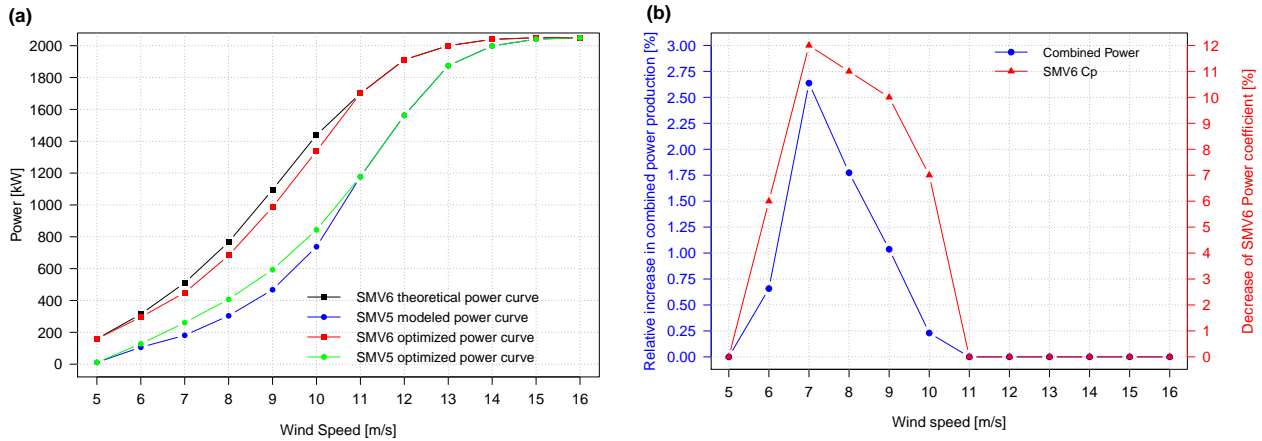 (a)
2000
1800
1600
1400
1200
1000
800
600
400
200
0
Power [kW]
5 6 7 8 9 10 11 12 13 14 15 16
Wind Speed [m/s]
SMV6 theoretical power curve
SMV5 modeled power curve
SMV6 optimized power curve
SMV5 optimized power curve
(b)
3.00
2.75
2.50
2.25
2.00
1.75
1.50
1.25
1.00
0.75
0.50
0.25
0.00
Relative increase in combined power production [%]
Combined Power
SMV6 Cp
12
11
10
9
8
7
6
5
4
3
2
1
0
Decrease of SMV6 Power coefficient [%]
5 6 7 8 9 10 11 12 13 14 15 16
Wind speed [m/s]